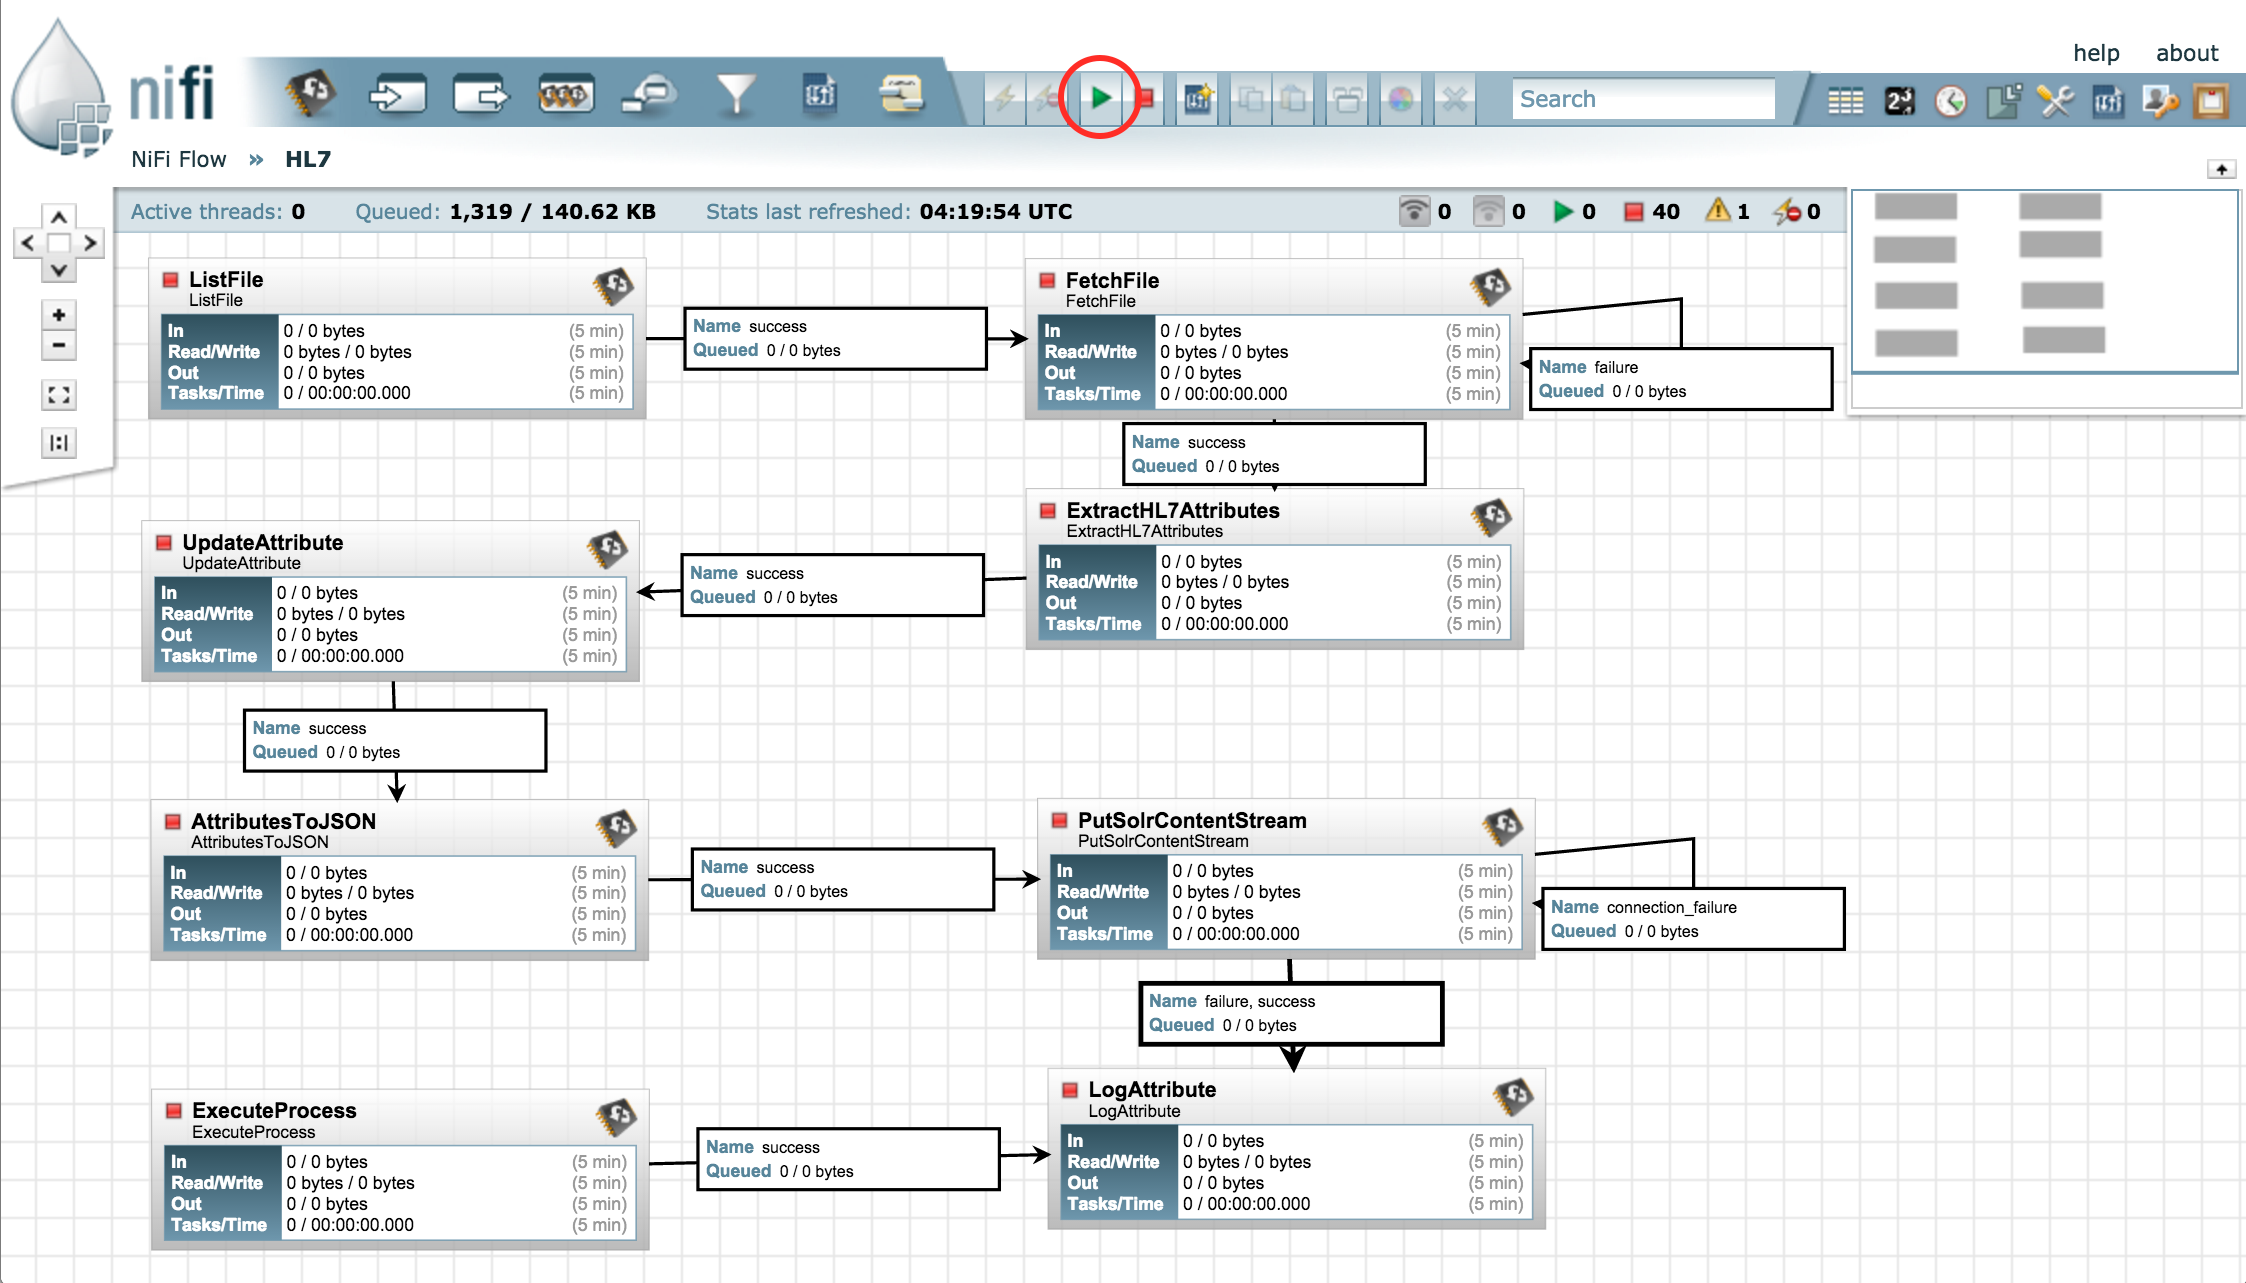 help about
nifi
Search
NiFi Flow » HL7
Active threads: 0 Queued: 1,319 / 140.62 KB Stats last refreshed: 04:19:54 UTC 0 0 0 40 1 0
ListFile
ListFile
In 0 / 0 bytes (5 min)
Read/Write 0 bytes / 0 bytes (5 min)
Out 0 / 0 bytes (5 min)
Tasks/Time 0 / 00:00:00.000 (5 min)
Name success
Queued 0 / 0 bytes
FetchFile
FetchFile
In 0 / 0 bytes (5 min)
Read/Write 0 bytes / 0 bytes (5 min)
Out 0 / 0 bytes (5 min)
Tasks/Time 0 / 00:00:00.000 (5 min)
Name failure
Queued 0 / 0 bytes
Name success
Queued 0 / 0 bytes
ExtractHL7Attributes
ExtractHL7Attributes
In 0 / 0 bytes (5 min)
Read/Write 0 bytes / 0 bytes (5 min)
Out 0 / 0 bytes (5 min)
Tasks/Time 0 / 00:00:00.000 (5 min)
Name success
Queued 0 / 0 bytes
UpdateAttribute
UpdateAttribute
In 0 / 0 bytes (5 min)
Read/Write 0 bytes / 0 bytes (5 min)
Out 0 / 0 bytes (5 min)
Tasks/Time 0 / 00:00:00.000 (5 min)
Name success
Queued 0 / 0 bytes
AttributesToJSON
AttributesToJSON
In 0 / 0 bytes (5 min)
Read/Write 0 bytes / 0 bytes (5 min)
Out 0 / 0 bytes (5 min)
Tasks/Time 0 / 00:00:00.000 (5 min)
Name success
Queued 0 / 0 bytes
PutSolrContentStream
PutSolrContentStream
In 0 / 0 bytes (5 min)
Read/Write 0 bytes / 0 bytes (5 min)
Out 0 / 0 bytes (5 min)
Tasks/Time 0 / 00:00:00.000 (5 min)
Name connection_failure
Queued 0 / 0 bytes
Name failure, success
Queued 0 / 0 bytes
ExecuteProcess
ExecuteProcess
In 0 / 0 bytes (5 min)
Read/Write 0 bytes / 0 bytes (5 min)
Out 0 / 0 bytes (5 min)
Tasks/Time 0 / 00:00:00.000 (5 min)
Name success
Queued 0 / 0 bytes
LogAttribute
LogAttribute
In 0 / 0 bytes (5 min)
Read/Write 0 bytes / 0 bytes (5 min)
Out 0 / 0 bytes (5 min)
Tasks/Time 0 / 00:00:00.000 (5 min)